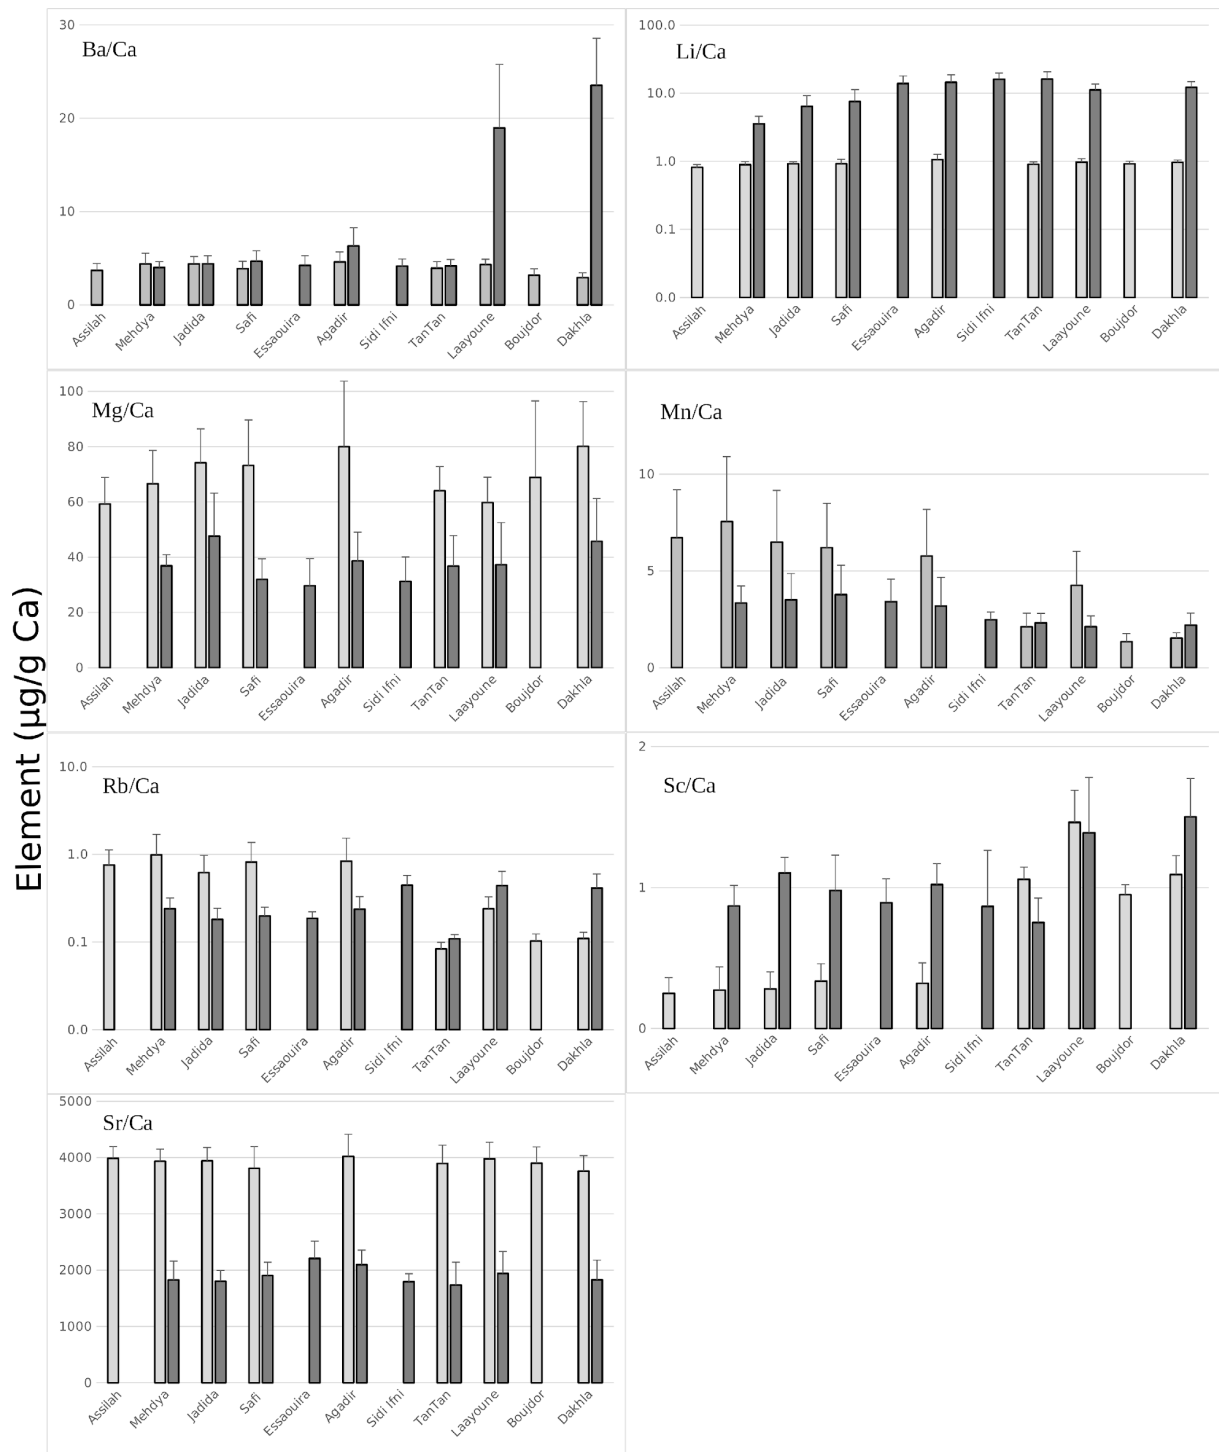 Element (µg/g Ca)
Ba/Ca
30
20
10
0
Assilah
Mehdya
Jadida
Safi
Essaouira
Agadir
Sidi Ifni
TanTan
Laayoune
Boujdor
Dakhla
Li/Ca
100.0
10.0
1.0
0.1
0.0
Assilah
Mehdya
Jadida
Safi
Essaouira
Agadir
Sidi Ifni
TanTan
Laayoune
Boujdor
Dakhla
Mg/Ca
100
80
60
40
20
0
Assilah
Mehdya
Jadida
Safi
Essaouira
Agadir
Sidi Ifni
TanTan
Laayoune
Boujdor
Dakhla
Mn/Ca
10
5
0
Assilah
Mehdya
Jadida
Safi
Essaouira
Agadir
Sidi Ifni
TanTan
Laayoune
Boujdor
Dakhla
Rb/Ca
10.0
1.0
0.1
0.0
Assilah
Mehdya
Jadida
Safi
Essaouira
Agadir
Sidi Ifni
TanTan
Laayoune
Boujdor
Dakhla
Sc/Ca
2
1
0
Assilah
Mehdya
Jadida
Safi
Essaouira
Agadir
Sidi Ifni
TanTan
Laayoune
Boujdor
Dakhla
Sr/Ca
5000
4000
3000
2000
1000
0
Assilah
Mehdya
Jadida
Safi
Essaouira
Agadir
Sidi Ifni
TanTan
Laayoune
Boujdor
Dakhla